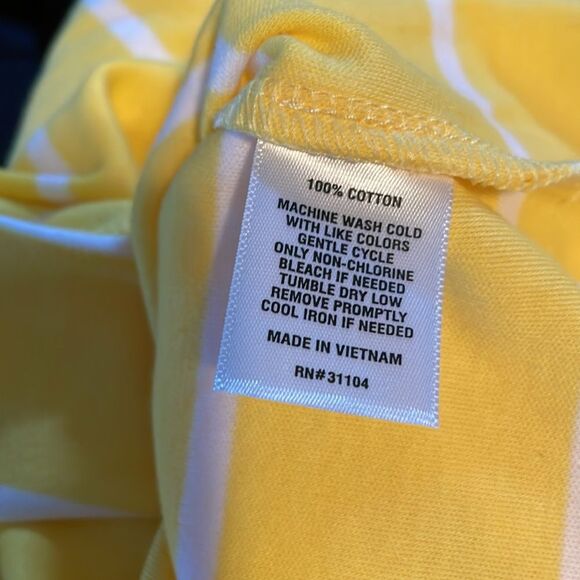 100% COTTON
MACHINE WASH COLD
WITH LIKE COLORS
GENTLE CYCLE
ONLY NON-CHLORINE
BLEACH IF NEEDED
TUMBLE DRY LOW
REMOVE PROMPTLY
COOL IRON IF NEEDED
MADE IN VIETNAM
RN#31104